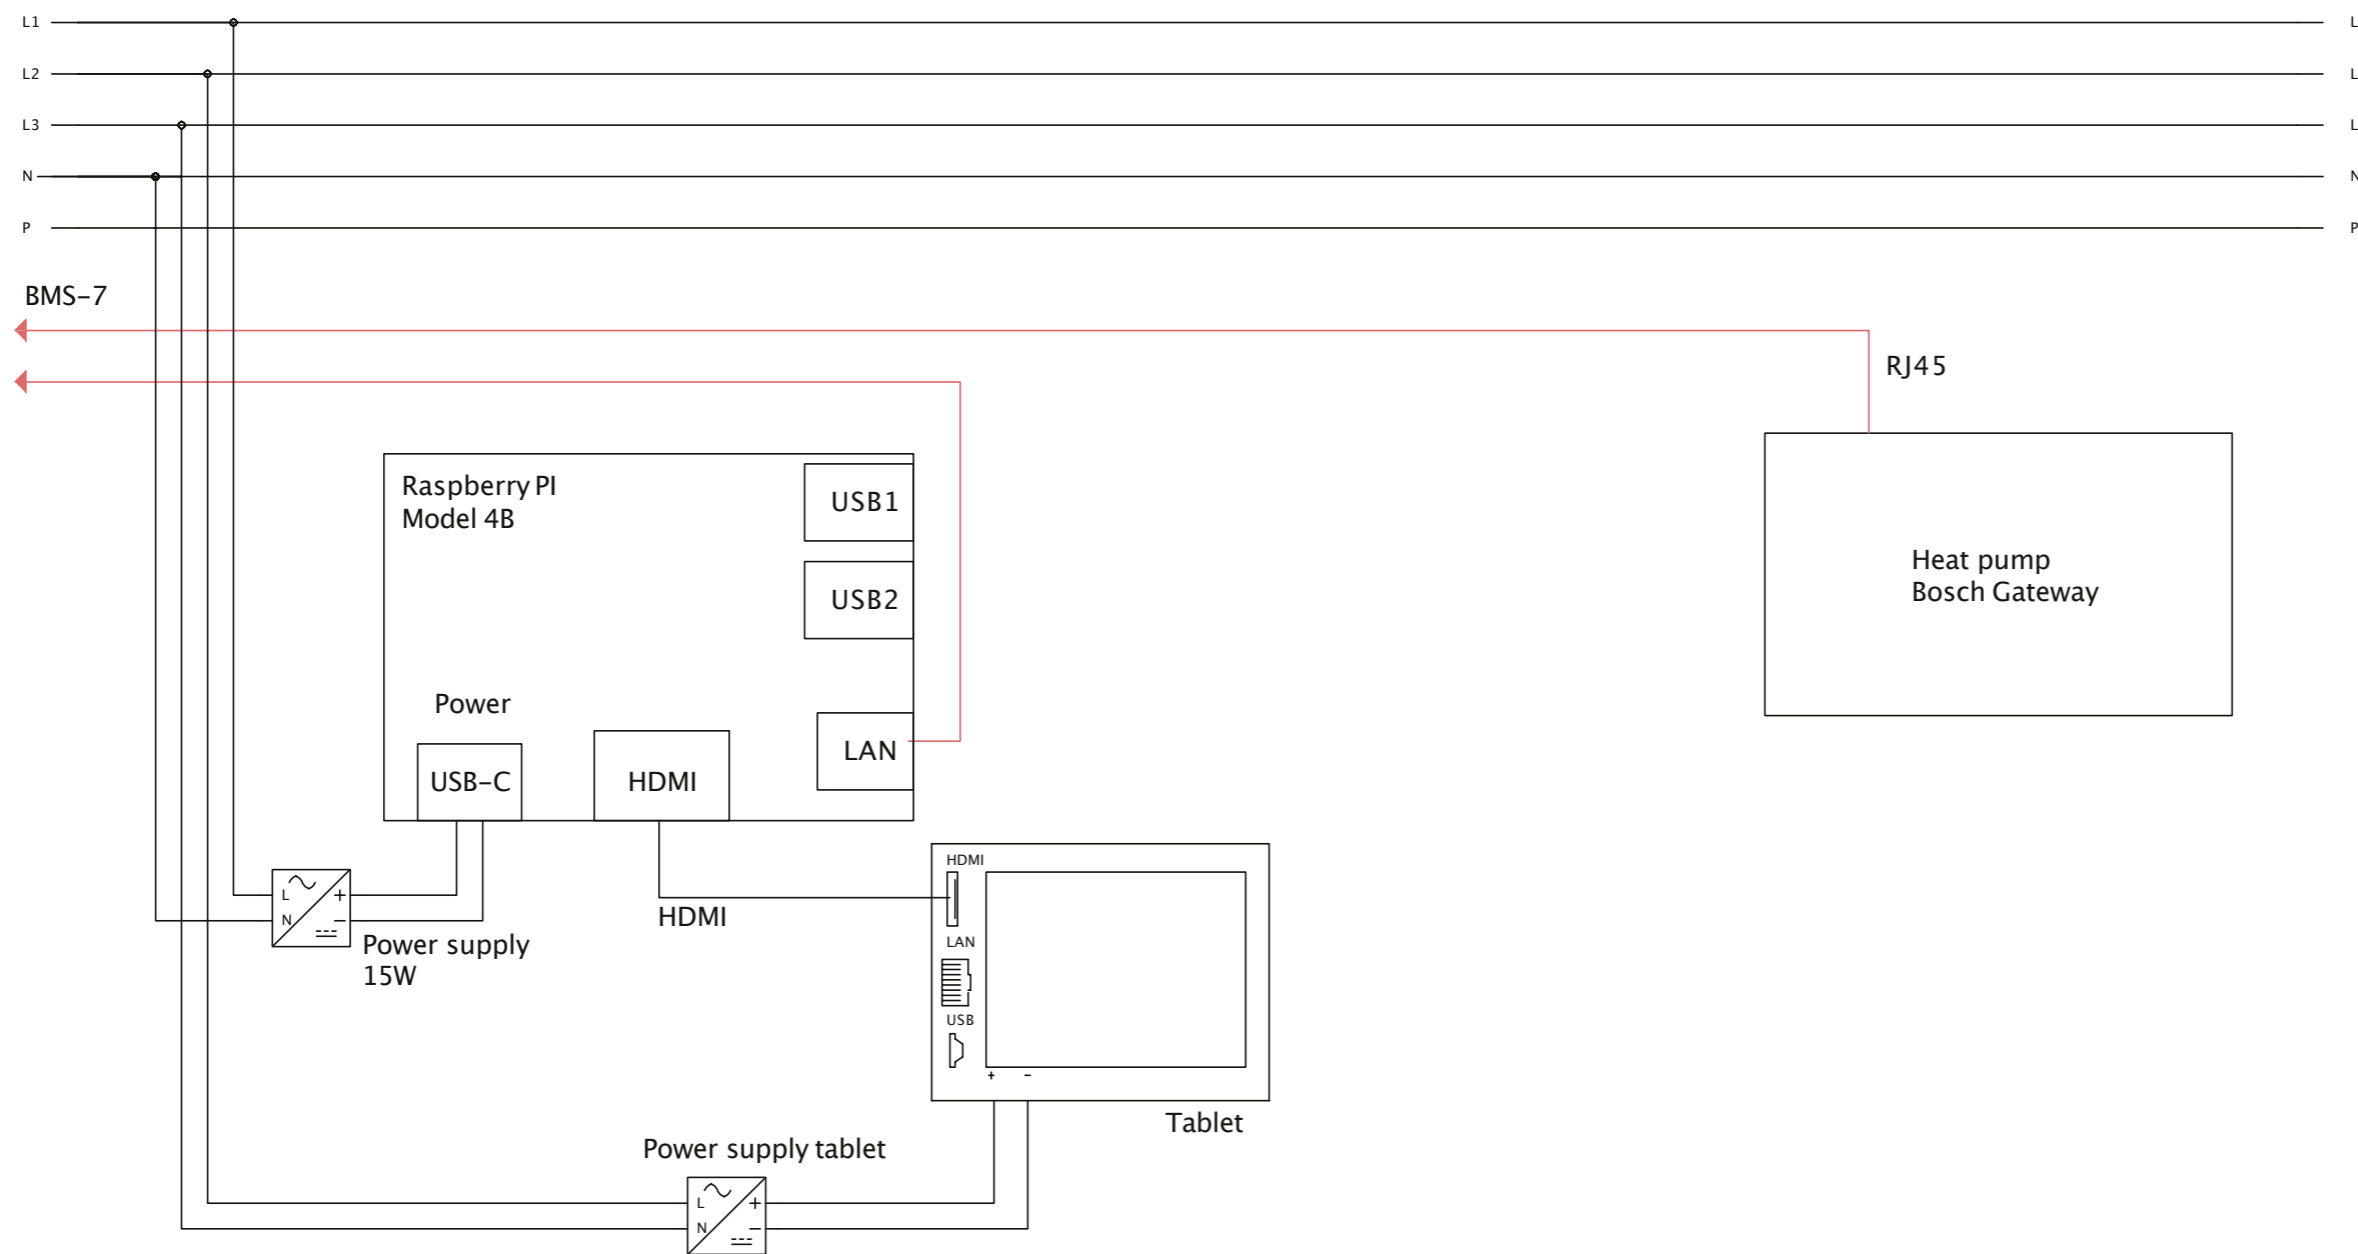 L1
L
L2
L
L3
L
N
N
P
P
BMS-7
RJ45
Raspberry PI
Model 4B
USB1
USB2
Heat pump
Bosch Gateway
Power
LAN
USB-C
HDMI
HDMI
L
+
N
−
HDMI
Power supply
15W
LAN
USB
+ −
Tablet
Power supply tablet
L
+
N
−